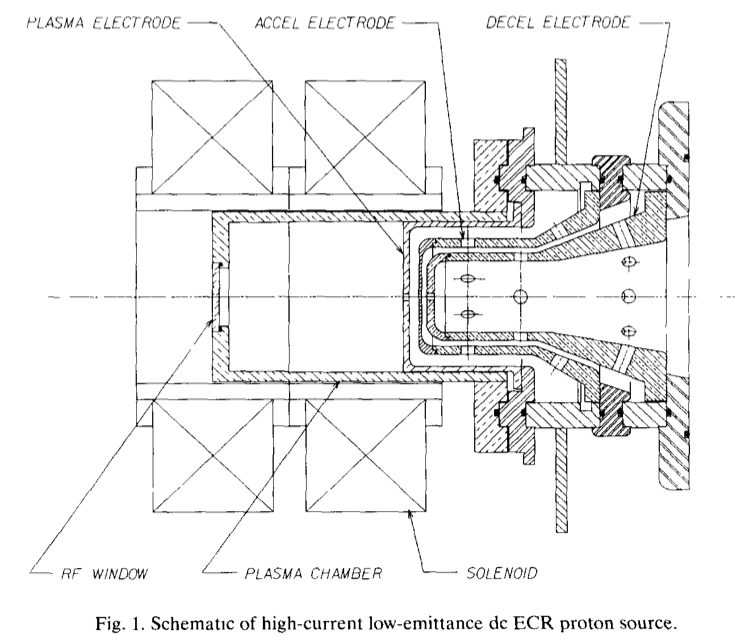 PLASMA ELECTRODE
ACCEL ELECTRODE
DECEL ELECTRODE
RF WINDOW
PLASMA CHAMBER
SOLENOID
Fig. 1. Schematic of high-current low-emittance dc ECR proton source.